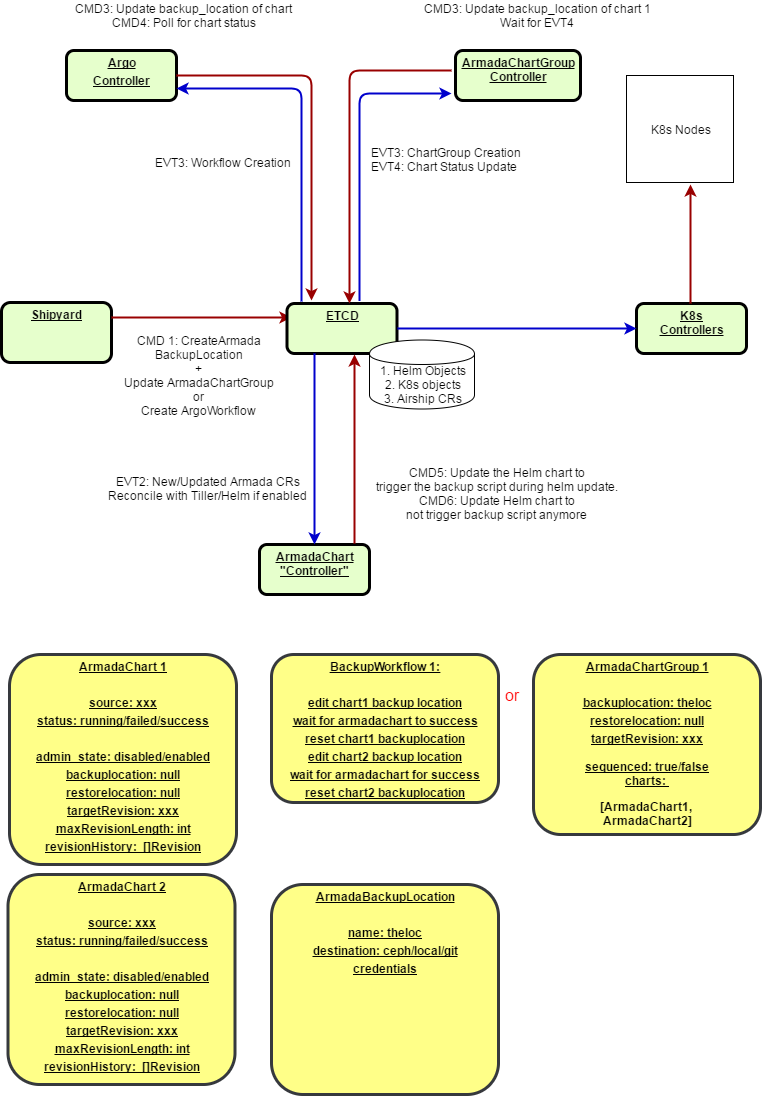 CMD3: Update backup_location of chart
CMD4: Poll for chart status
CMD3: Update backup_location of chart 1
Wait for EVT4
Argo
Controller
ArmadaChartGroup
Controller
K8s Nodes
EVT3: Workflow Creation
EVT3: ChartGroup Creation
EVT4: Chart Status Update
Shipyard
ETCD
K8s
Controllers
CMD 1: CreateArmada
BackupLocation
+
Update ArmadaChartGroup
or
Create ArgoWorkflow
1. Helm Objects
2. K8s objects
3. Airship CRs
EVT2: New/Updated Armada CRs
Reconcile with Tiller/Helm if enabled
CMD5: Update the Helm chart to
trigger the backup script during helm update.
CMD6: Update Helm chart to
not trigger backup script anymore
ArmadaChart
"Controller"
ArmadaChart 1
source: xxx
status: running/failed/success
admin_state: disabled/enabled
backuplocation: null
restorelocation: null
targetRevision: xxx
maxRevisionLength: int
revisionHistory: []Revision
BackupWorkflow 1:
edit chart1 backup location
wait for armadachart to success
reset chart1 backuplocation
edit chart2 backup location
wait for armadachart for success
reset chart2 backuplocation
or
ArmadaChartGroup 1
backuplocation: theloc
restorelocation: null
targetRevision: xxx
sequenced: true/false
charts:
[ArmadaChart1,
ArmadaChart2]
ArmadaChart 2
source: xxx
status: running/failed/success
admin_state: disabled/enabled
backuplocation: null
restorelocation: null
targetRevision: xxx
maxRevisionLength: int
revisionHistory: []Revision
ArmadaBackupLocation
name: theloc
destination: ceph/local/git
credentials